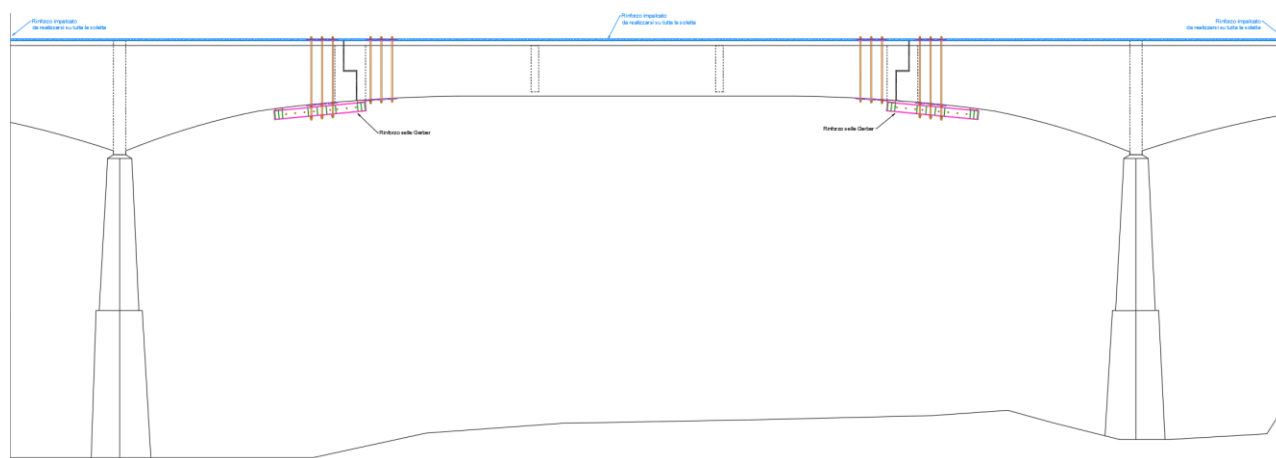 Rinforzo impalcato
da realizzarsi su tutta la soletta
Rinforzo impalcato
da realizzarsi su tutta la soletta
Rinforzo impalcato
da realizzarsi su tutta la soletta
Rinforzo selle Gerber
Rinforzo selle Gerber